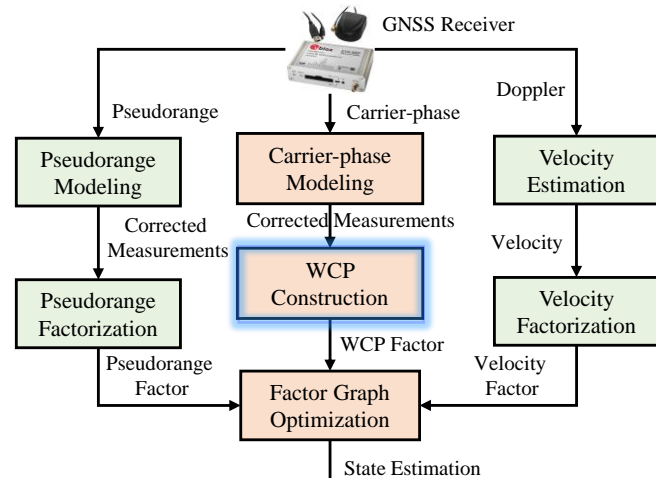 GNSS Receiver
Pseudorange
Carrier-phase
Doppler
Pseudorange
Modeling
Carrier-phase
Modeling
Velocity
Estimation
Corrected
Measurements
Corrected Measurements
Velocity
Pseudorange
Factorization
WCP
Construction
Velocity
Factorization
Pseudorange
Factor
WCP Factor
Velocity
Factor
Factor Graph
Optimization
State Estimation